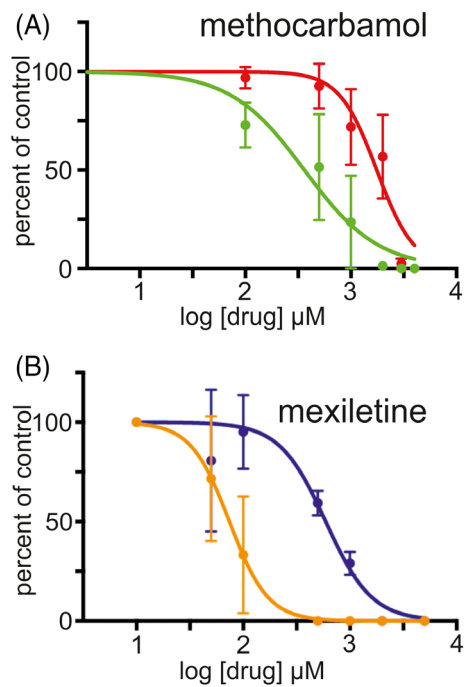 (A)
methocarbamol
percent of control
100
50
0
1 2 3 4
log [drug] µM
(B)
mexiletine
percent of control
100
50
0
1 2 3 4
log [drug] µM